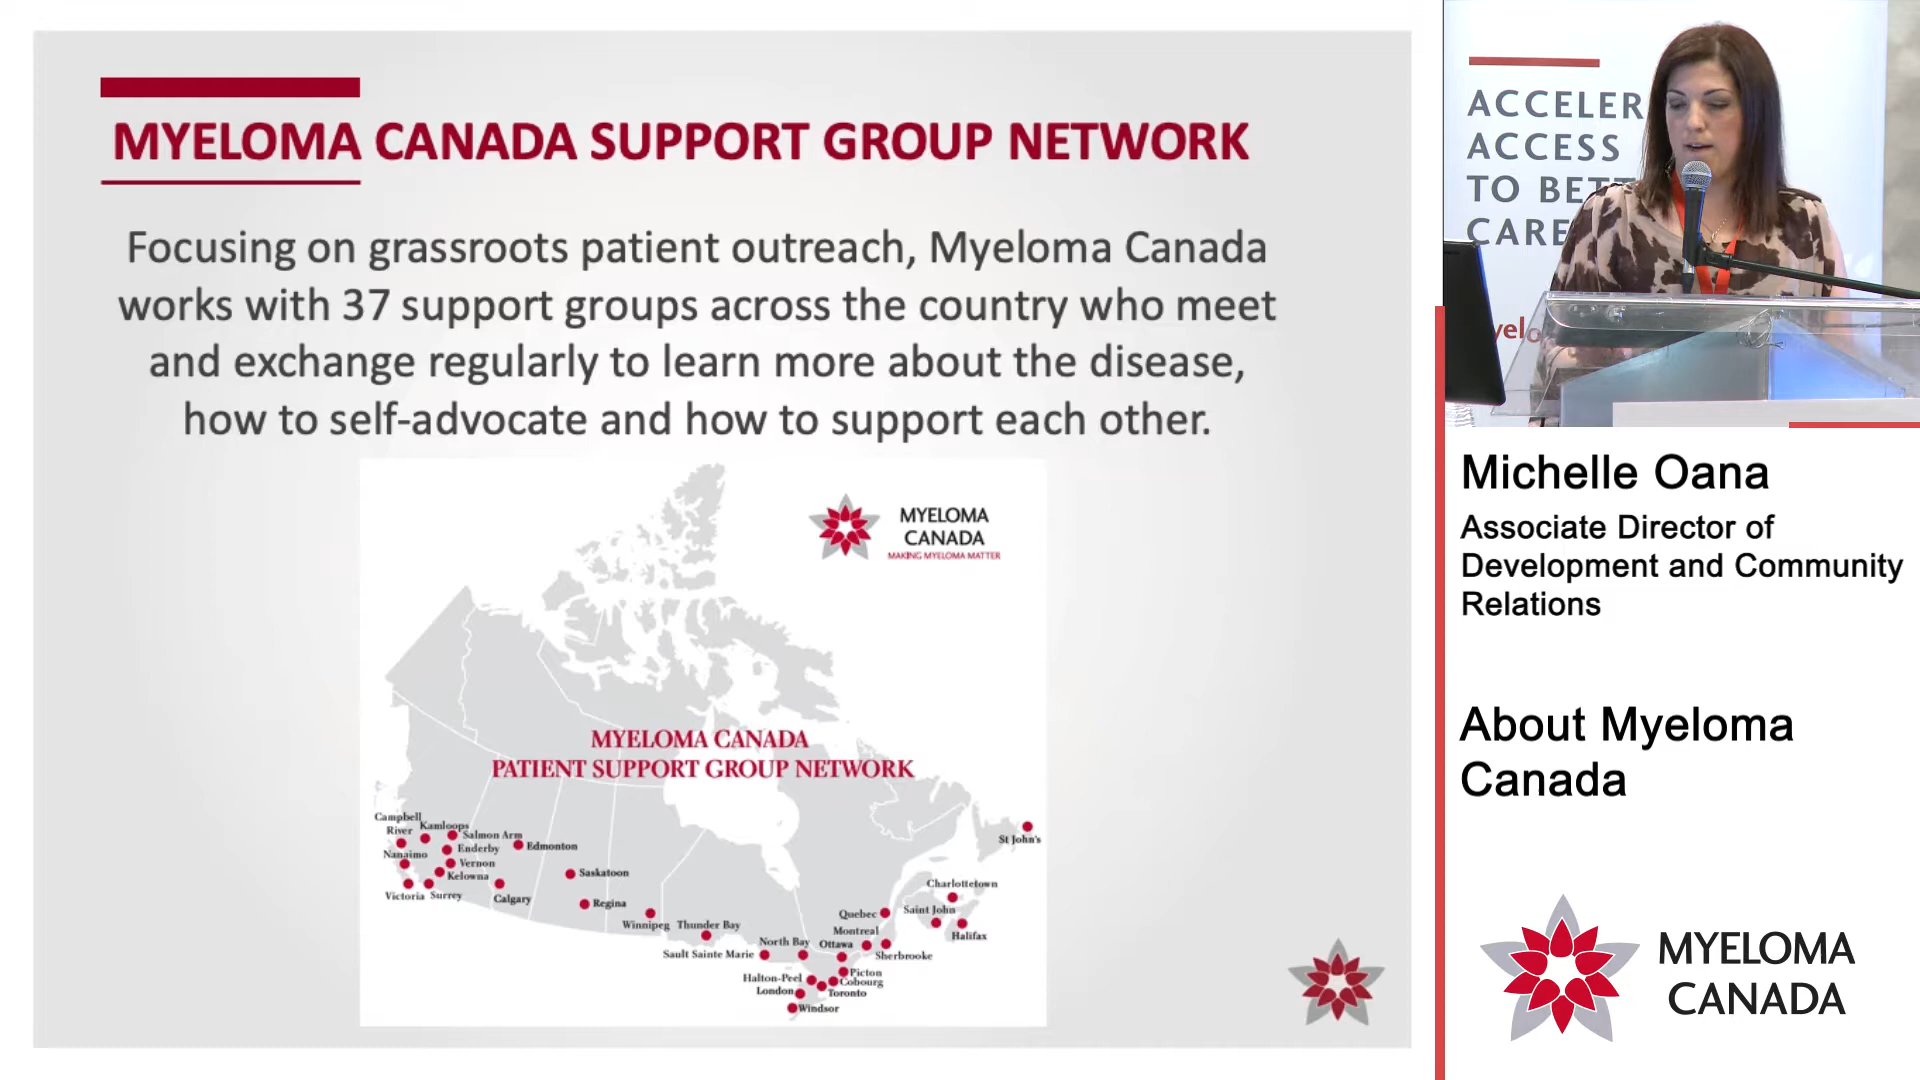 MYELOMA CANADA SUPPORT GROUP NETWORK
Focusing on grassroots patient outreach, Myeloma Canada
works with 37 support groups across the country who meet
and exchange regularly to learn more about the disease,
how to self-advocate and how to support each other.
MYELOMA
CANADA
MAKING MYELOMA MATTER
MYELOMA CANADA
PATIENT SUPPORT GROUP NETWORK
Campbell
River
Kamloops
Salmon Arm
Nanaimo
Enderby
Edmonton
Vernon
Kelowna
Victoria
Surrey
Calgary
Saskatoon
Regina
Winnipeg
Thunder Bay
Sault Sainte Marie
North Bay
Ottawa
Montreal
Quebec
Sherbrooke
Halton-Peel
London
Picton
Cobourg
Toronto
Windsor
St John's
Charlottetown
Saint John
Halifax
ACCELER
ACCESS
TO BET
CARE
yelo
Michelle Oana
Associate Director of
Development and Community
Relations
About Myeloma
Canada
MYELOMA
CANADA